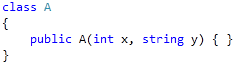 class A
{
    public A(int x, string y) { }
}